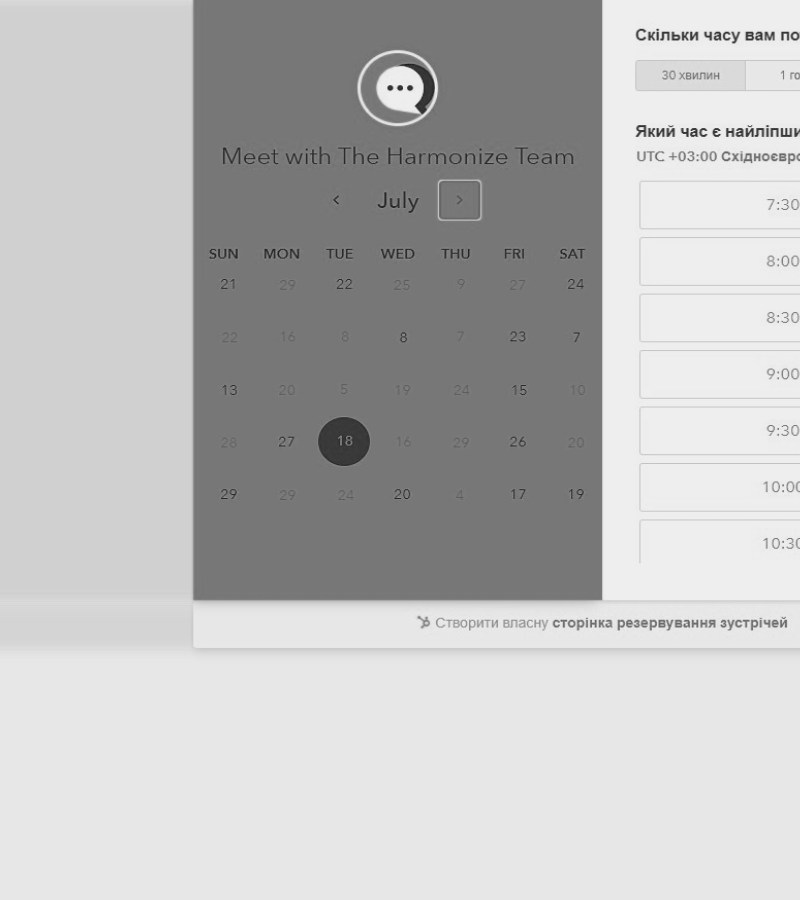 Meet with The Harmonize Team
July
SUN MON TUE WED THU FRI SAT
21 29 22 25 9 27 24
22 16 8 8 7 23 7
13 20 5 19 24 15 10
28 27 18 16 29 26 20
29 29 24 20 4 17 19
Скільки часу вам по
30 хвилин 1 го
Який час є найліпши
UTC +03:00 Східноєвро
7:30
8:00
8:30
9:00
9:30
10:00
10:30
Створити власну сторінка резервування зустрічей